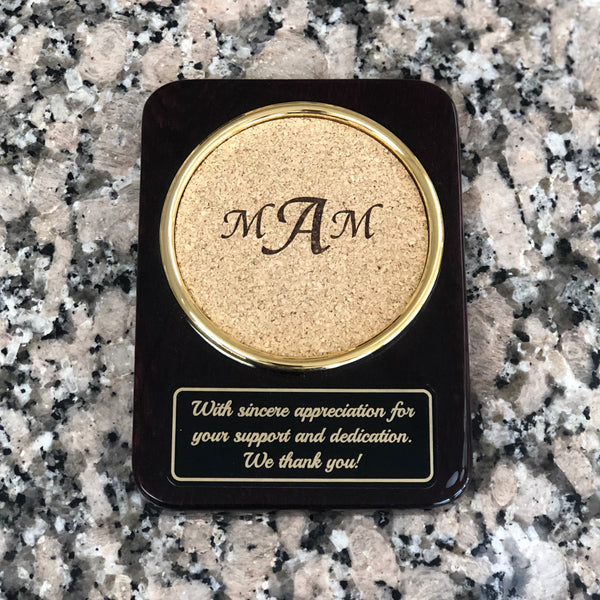 MAM
With sincere appreciation for
your support and dedication.
We thank you!